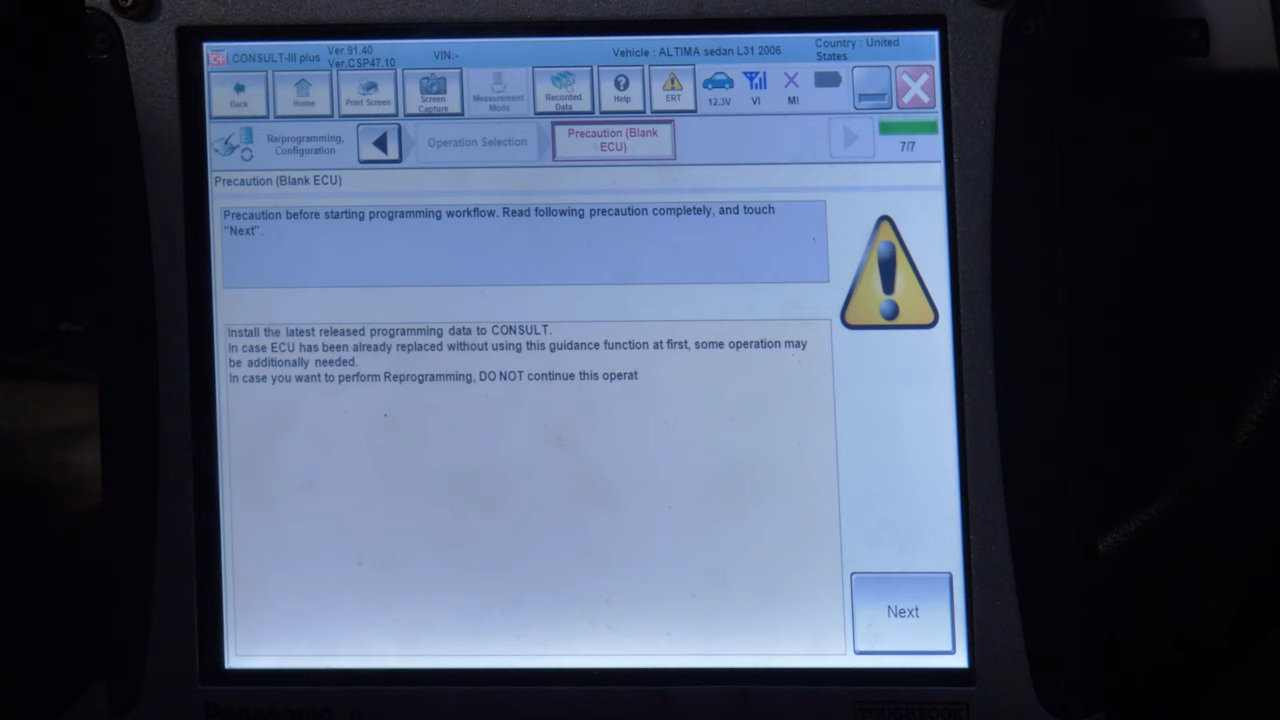 C+ CONSULT-III plus Ver.91.40 VIN:- Vehicle : ALTIMA sedan L31 2006 Country : United
Ver.CSP47.10 States
Back Home Print Screen Screen Capture Measurement Mode Recorded Data Help ERT 12.3V VI MI
Re/programming, Configuration Operation Selection Precaution (Blank ECU) 7/7
Precaution (Blank ECU)
Precaution before starting programming workflow. Read following precaution completely, and touch
"Next".
Install the latest released programming data to CONSULT.
In case ECU has been already replaced without using this guidance function at first, some operation may
be additionally needed.
In case you want to perform Reprogramming, DO NOT continue this operat
Next
Panasonic
TOUGHBOOK